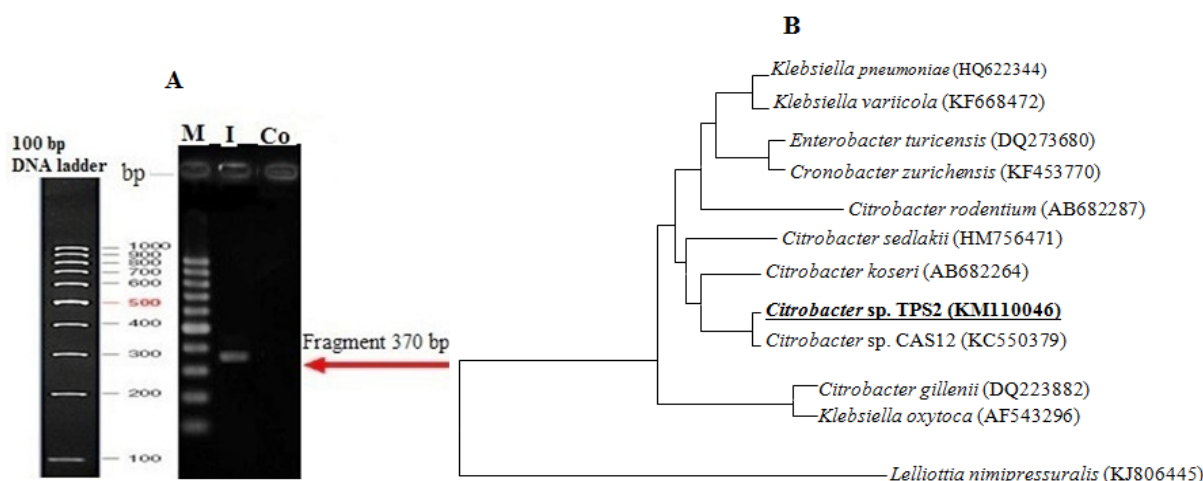 A
100 bp
DNA ladder
bp
M I Co
1000
900
800
700
600
500
400
300
200
100
Fragment 370 bp
B
Klebsiella pneumoniae (HQ622344)
Klebsiella variicola (KF668472)
Enterobacter turicensis (DQ273680)
Cronobacter zurichensis (KF453770)
Citrobacter rodentium (AB682287)
Citrobacter sedlakii (HM756471)
Citrobacter koseri (AB682264)
Citrobacter sp. TPS2 (KM110046)
Citrobacter sp. CAS12 (KC550379)
Citrobacter gillenii (DQ223882)
Klebsiella oxytoca (AF543296)
Lelliottia nimipressuralis (KJ806445)